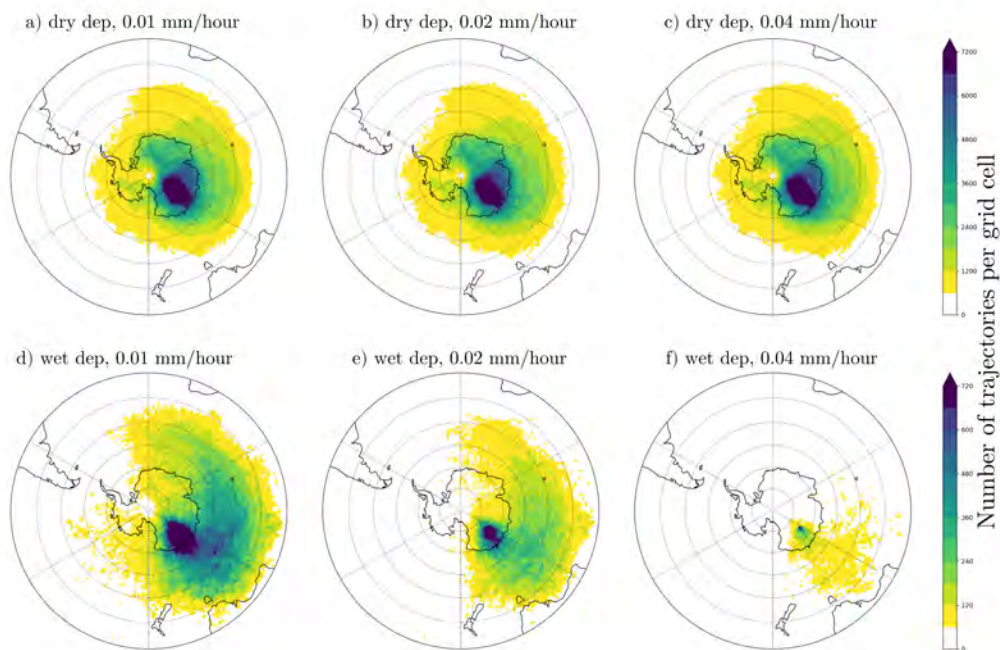 a) dry dep, 0.01 mm/hour
b) dry dep, 0.02 mm/hour
c) dry dep, 0.04 mm/hour
7200
6000
4800
3600
2400
1200
0
d) wet dep, 0.01 mm/hour
e) wet dep, 0.02 mm/hour
f) wet dep, 0.04 mm/hour
720
600
480
360
240
120
0
Number of trajectories per grid cell